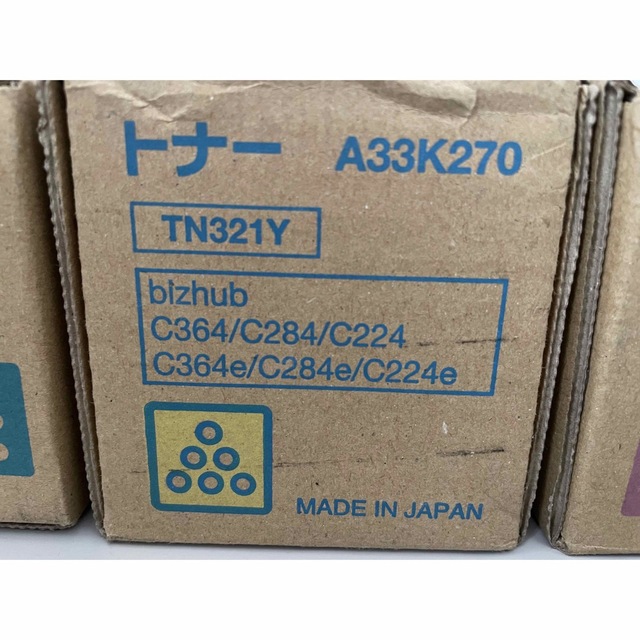 トナー A33K270
TN321Y
bizhub
C364/C284/C224
C364e/C284e/C224e
MADE IN JAPAN